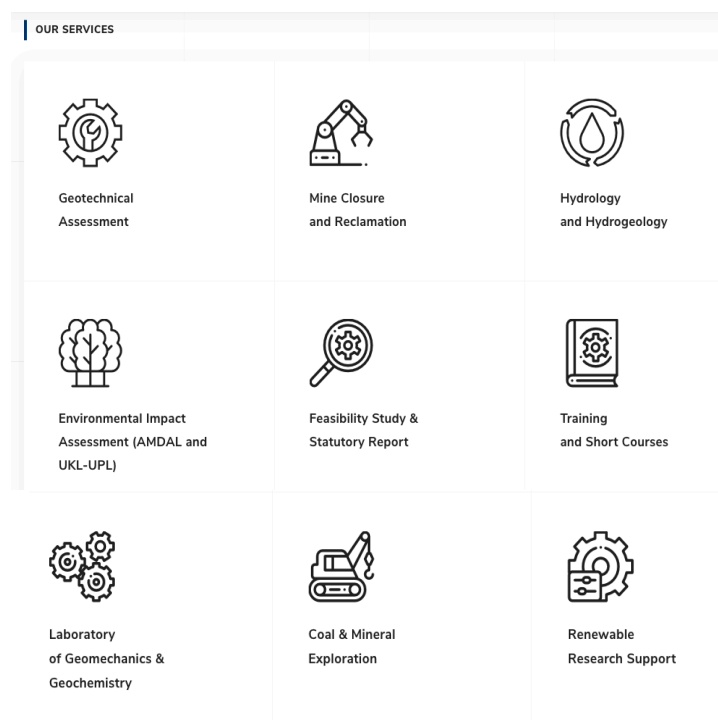 OUR SERVICES
Geotechnical
Assessment
Mine Closure
and Reclamation
Hydrology
and Hydrogeology
Environmental Impact
Assessment (AMDAL and
UKL-UPL)
Feasibility Study &
Statutory Report
Training
and Short Courses
Laboratory
of Geomechanics &
Geochemistry
Coal & Mineral
Exploration
Renewable
Research Support